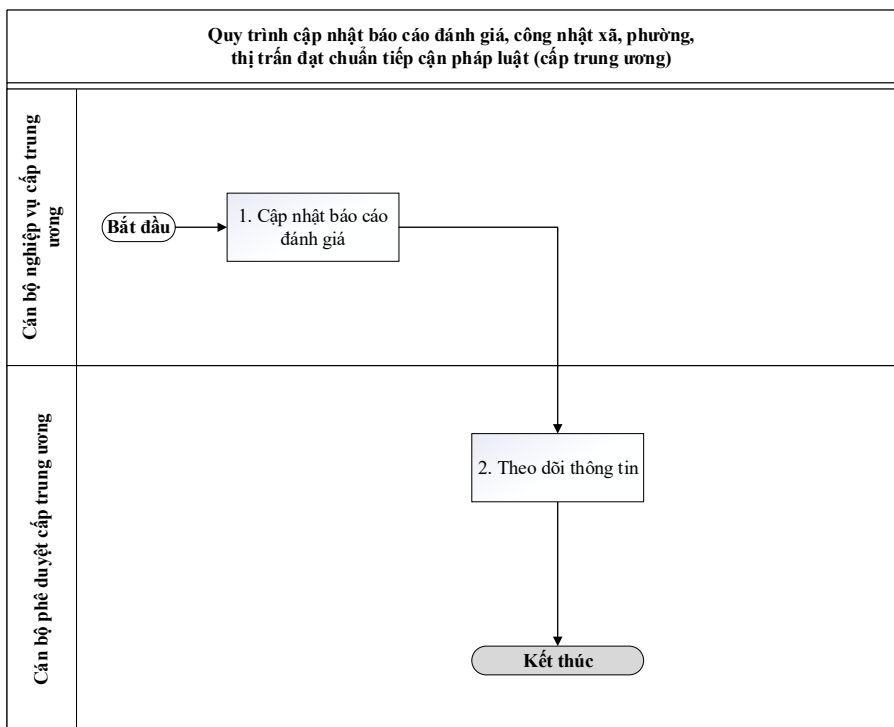 Quy trình cập nhật báo cáo đánh giá, công nhật xã, phường,
thị trấn đạt chuẩn tiếp cận pháp luật (cấp trung ương)
Cán bộ nghiệp vụ cấp trung
ương
Bắt đầu
1. Cập nhật báo cáo
đánh giá
Cán bộ phê duyệt cấp trung ương
2. Theo dõi thông tin
Kết thúc